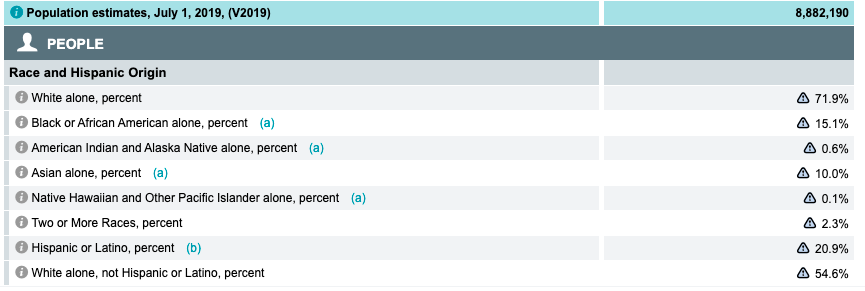 Population estimates, July 1, 2019, (V2019) 8,882,190
PEOPLE
Race and Hispanic Origin
White alone, percent 71.9%
Black or African American alone, percent (a) 15.1%
American Indian and Alaska Native alone, percent (a) 0.6%
Asian alone, percent (a) 10.0%
Native Hawaiian and Other Pacific Islander alone, percent (a) 0.1%
Two or More Races, percent 2.3%
Hispanic or Latino, percent (b) 20.9%
White alone, not Hispanic or Latino, percent 54.6%